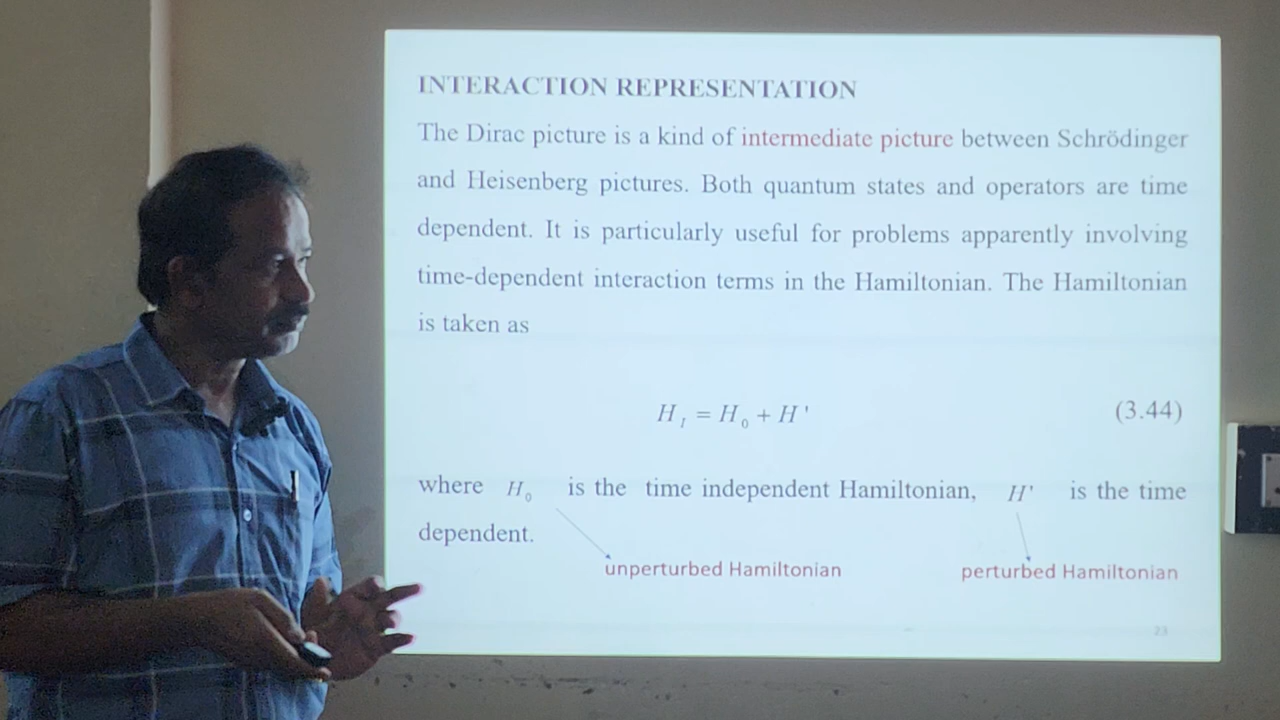 INTERACTION REPRESENTATION
The Dirac picture is a kind of intermediate picture between Schrödinger
and Heisenberg pictures. Both quantum states and operators are time
dependent. It is particularly useful for problems apparently involving
time-dependent interaction terms in the Hamiltonian. The Hamiltonian
is taken as
H_I = H_0 + H' (3.44)
where H_0 is the time independent Hamiltonian, H' is the time
dependent.
unperturbed Hamiltonian perturbed Hamiltonian
23